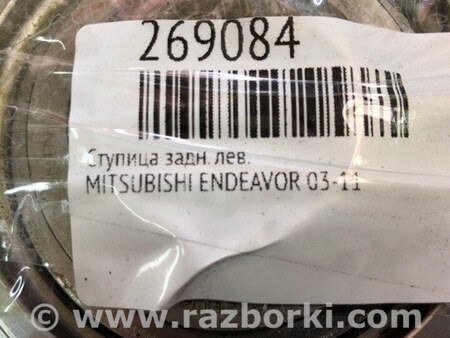 269084
Ступица задн. лев.
MITSUBISHI ENDEAVOR 03-11
© www.razborki.com